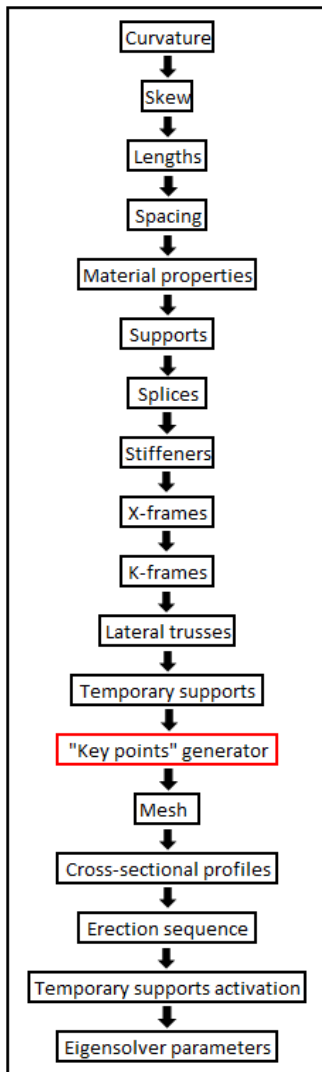 Curvature
Skew
Lengths
Spacing
Material properties
Supports
Splices
Stiffeners
X-frames
K-frames
Lateral trusses
Temporary supports
"Key points" generator
Mesh
Cross-sectional profiles
Erection sequence
Temporary supports activation
Eigensolver parameters